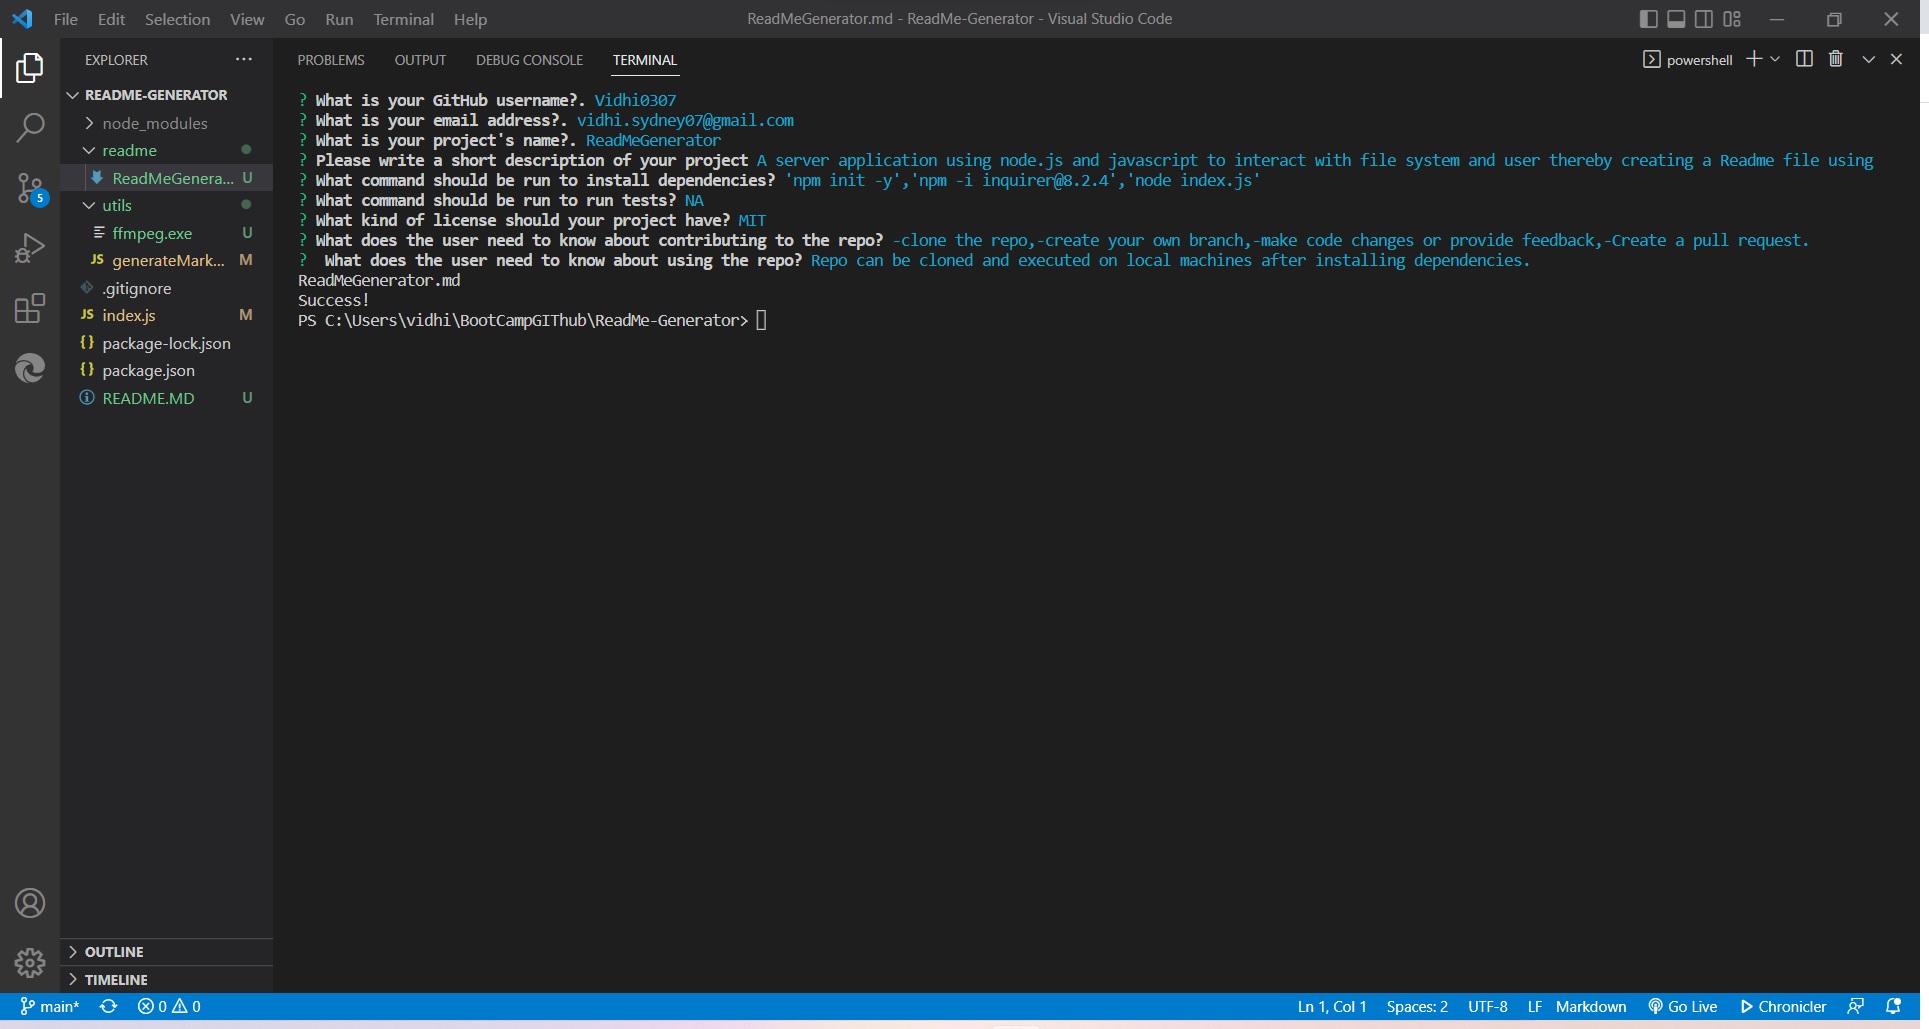 File Edit Selection View Go Run Terminal Help
ReadMeGenerator.md - ReadMe-Generator - Visual Studio Code
EXPLORER
README-GENERATOR
node_modules
readme
ReadMeGenera... U
utils
ffmpeg.exe U
JS generateMark... M
.gitignore
JS index.js M
{} package-lock.json
{} package.json
README.MD U
5
OUTLINE
TIMELINE
PROBLEMS OUTPUT DEBUG CONSOLE TERMINAL
powershell
? What is your GitHub username?. Vidhi0307
? What is your email address?. vidhi.sydney07@gmail.com
? What is your project's name?. ReadMeGenerator
? Please write a short description of your project A server application using node.js and javascript to interact with file system and user thereby creating a Readme file using
? What command should be run to install dependencies? 'npm init -y','npm -i inquirer@8.2.4','node index.js'
? What command should be run to run tests? NA
? What kind of license should your project have? MIT
? What does the user need to know about contributing to the repo? -clone the repo,-create your own branch,-make code changes or provide feedback,-Create a pull request.
?  What does the user need to know about using the repo? Repo can be cloned and executed on local machines after installing dependencies.
ReadMeGenerator.md
Success!
PS C:\Users\vidhi\BootCampGIThub\ReadMe-Generator>
main* 0 0
Ln 1, Col 1 Spaces: 2 UTF-8 LF Markdown Go Live Chronicler